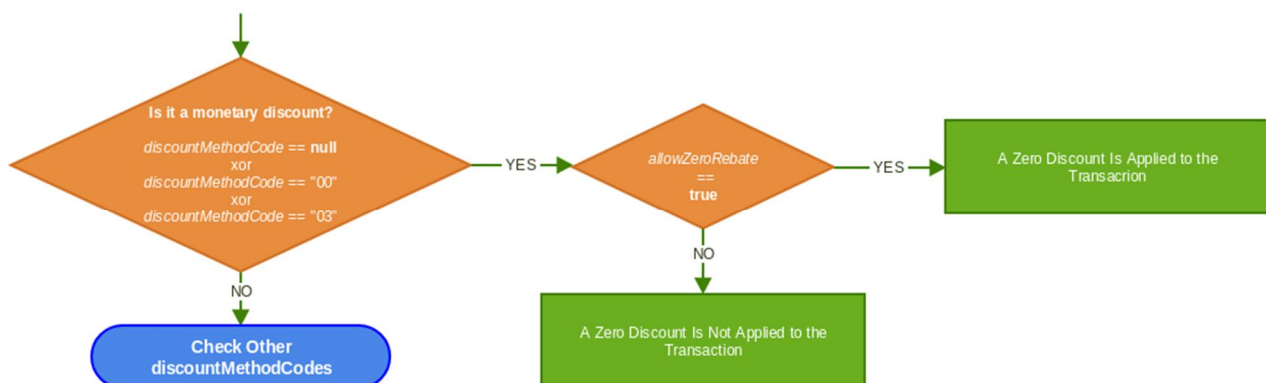 Is it a monetary discount?
discountMethodCode == null
xor
discountMethodCode == "00"
xor
discountMethodCode == "03"
YES
allowZeroRebate
==
true
YES
A Zero Discount Is Applied to the
Transacrion
NO
NO
Check Other
discountMethodCodes
A Zero Discount Is Not Applied to the
Transaction